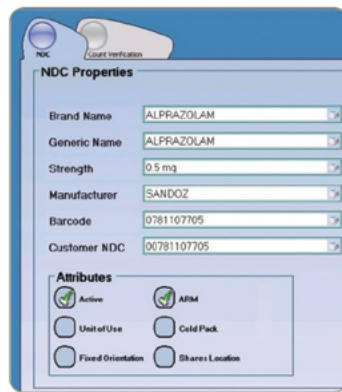 NDC
Count Verification
NDC Properties
Brand Name ALPRAZOLAM
Generic Name ALPRAZOLAM
Strength 0.5 mg
Manufacturer SANDOZ
Barcode 0781107705
Customer NDC 00781107705
Attributes
Active ARM
Unit of Use Cold Pack
Fixed Orientation Shares Location